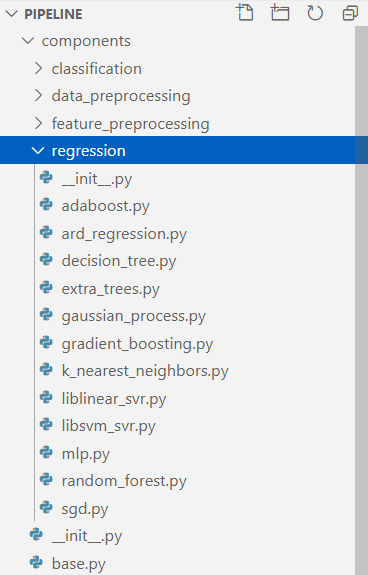 PIPELINE
components
classification
data_preprocessing
feature_preprocessing
regression
__init__.py
adaboost.py
ard_regression.py
decision_tree.py
extra_trees.py
gaussian_process.py
gradient_boosting.py
k_nearest_neighbors.py
liblinear_svr.py
libsvm_svr.py
mlp.py
random_forest.py
sgd.py
__init__.py
base.py